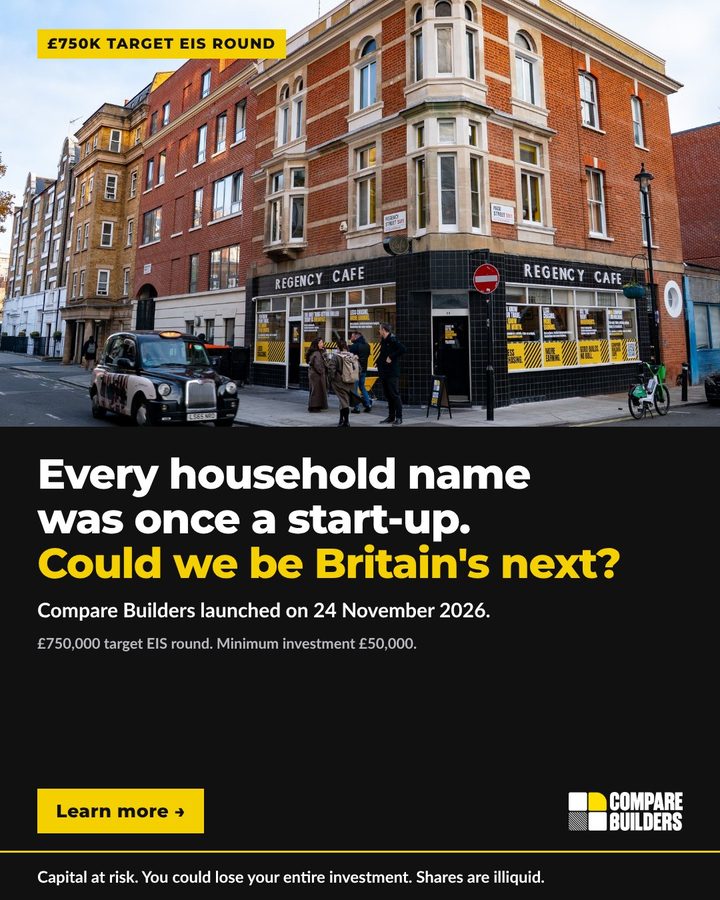 £750K TARGET EIS ROUND
REGENCY CAFE
REGENCY CAFE
Every household name
was once a start-up.
Could we be Britain's next?
Compare Builders launched on 24 November 2026.
£750,000 target EIS round. Minimum investment £50,000.
Learn more →
COMPARE
BUILDERS
Capital at risk. You could lose your entire investment. Shares are illiquid.